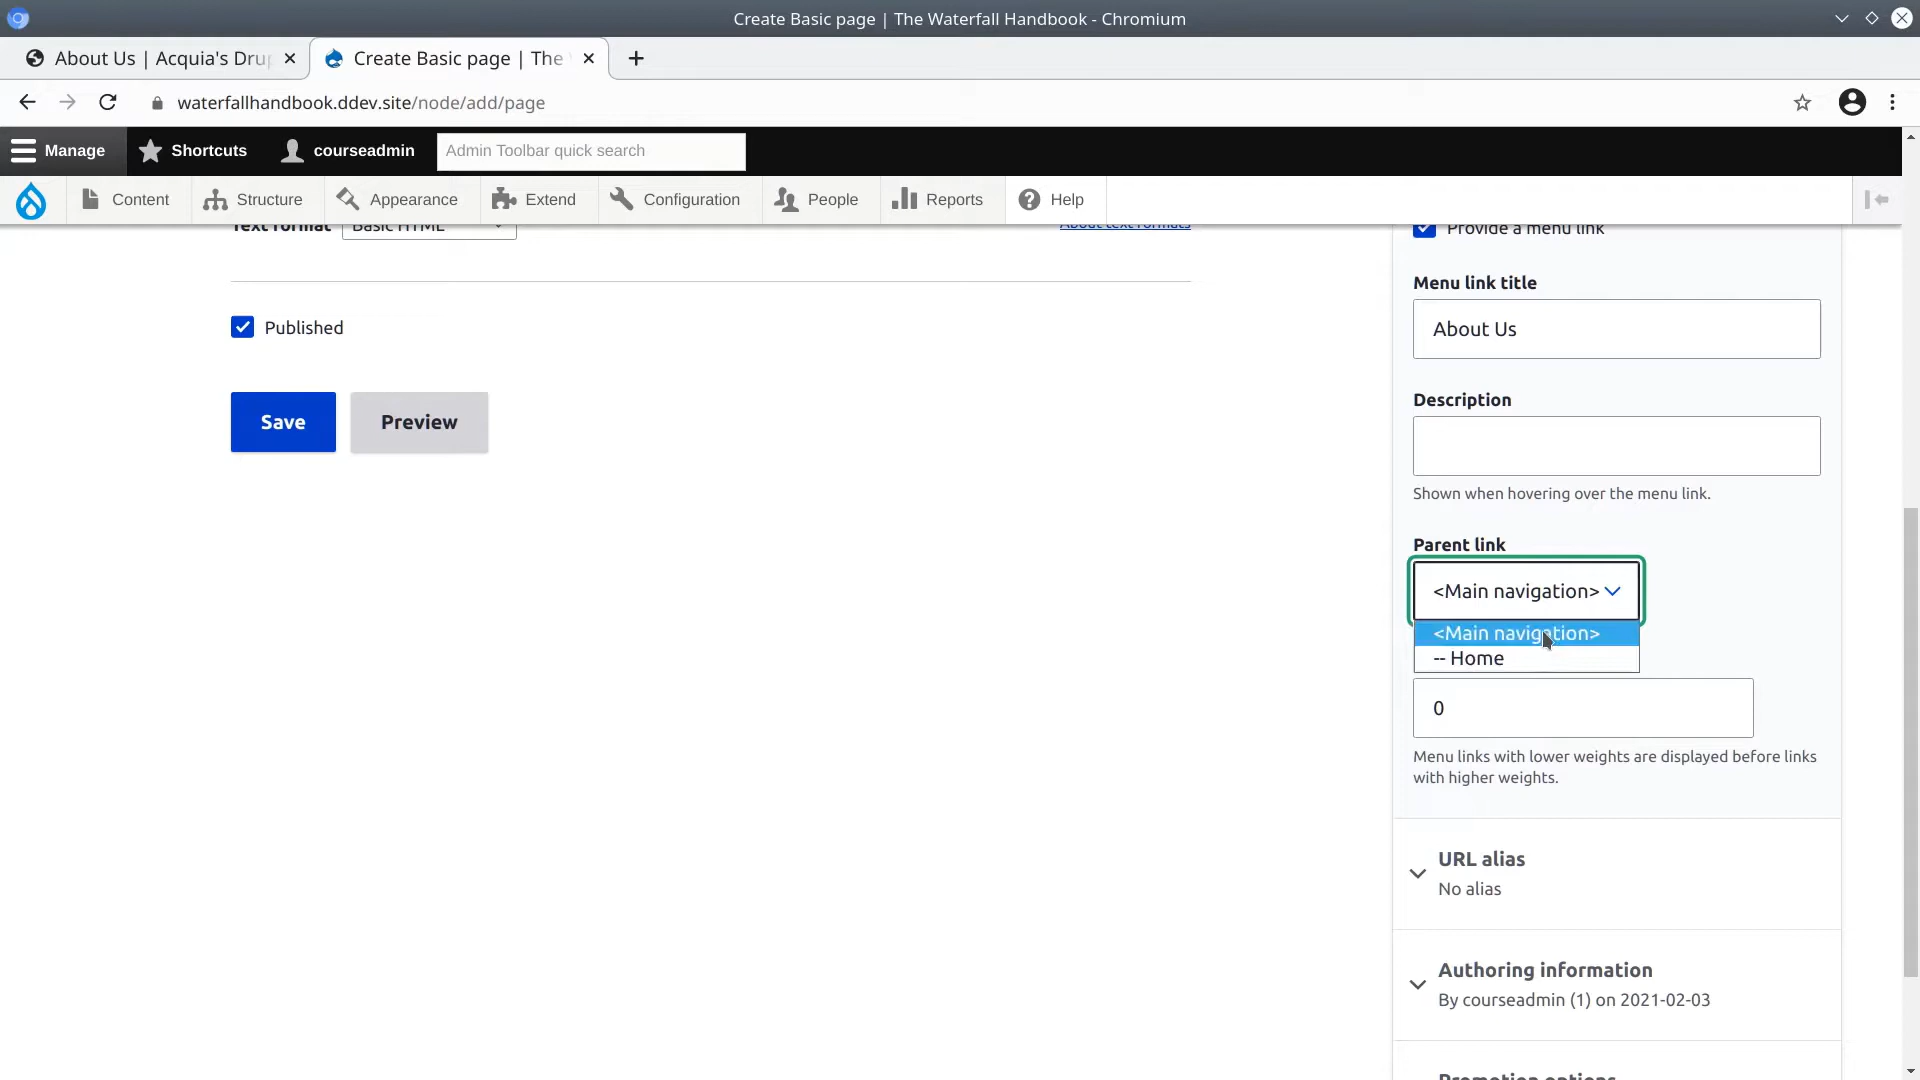 Create Basic page | The Waterfall Handbook - Chromium
About Us | Acquia's Dru
Create Basic page | The
waterfallhandbook.ddev.site/node/add/page
Manage
Shortcuts
courseadmin
Admin Toolbar quick search
Content
Structure
Appearance
Extend
Configuration
People
Reports
Help
Text format
Basic HTML
About text formats
Published
Save
Preview
Provide a menu link
Menu link title
About Us
Description
Shown when hovering over the menu link.
Parent link
<Main navigation>
<Main navigation>
-- Home
0
Menu links with lower weights are displayed before links
with higher weights.
URL alias
No alias
Authoring information
By courseadmin (1) on 2021-02-03
Promotion options